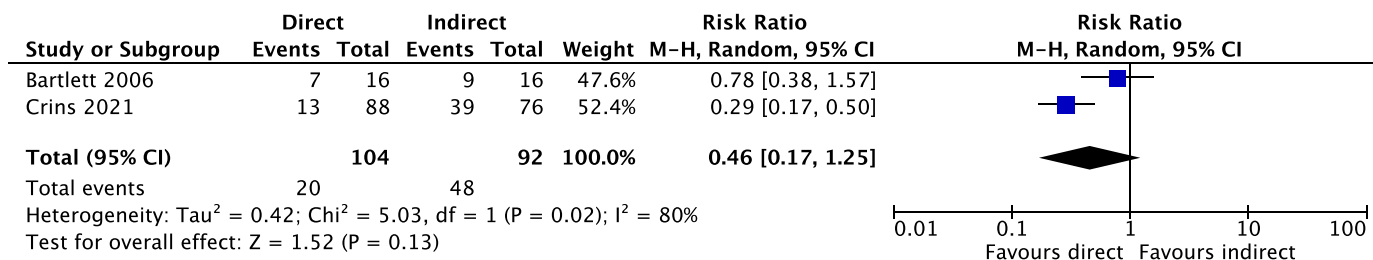 Direct Indirect Risk Ratio Risk Ratio
Study or Subgroup Events Total Events Total Weight M-H, Random, 95% CI M-H, Random, 95% CI
Bartlett 2006 7 16 9 16 47.6% 0.78 [0.38, 1.57]
Crins 2021 13 88 39 76 52.4% 0.29 [0.17, 0.50]
Total (95% CI) 104 92 100.0% 0.46 [0.17, 1.25]
Total events 20 48
Heterogeneity: Tau² = 0.42; Chi² = 5.03, df = 1 (P = 0.02); I² = 80%
Test for overall effect: Z = 1.52 (P = 0.13)
0.01 0.1 1 10 100
Favours direct Favours indirect